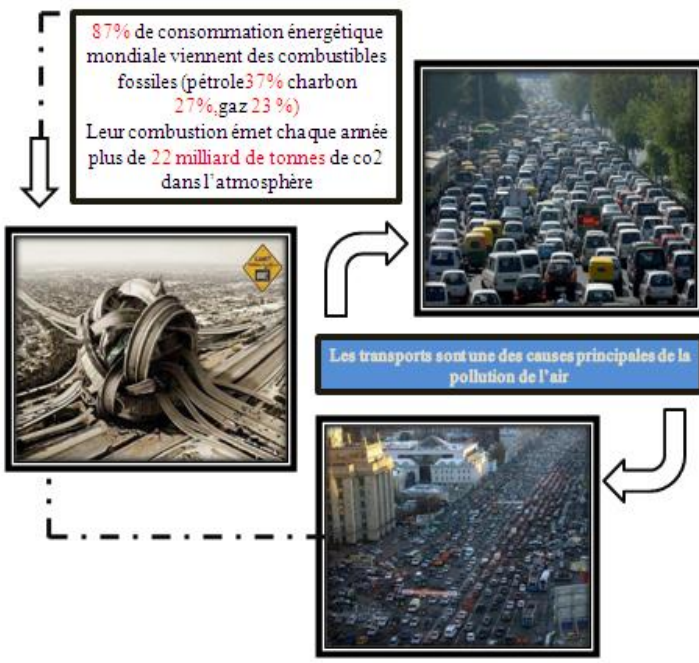 87% de consommation énergétique
mondiale viennent des combustibles
fossiles (pétrole37% charbon
27%,gaz 23 %)
Leur combustion émet chaque année
plus de 22 milliard de tonnes de co2
dans l’atmosphère
Les transports sont une des causes principales de la
pollution de l’air